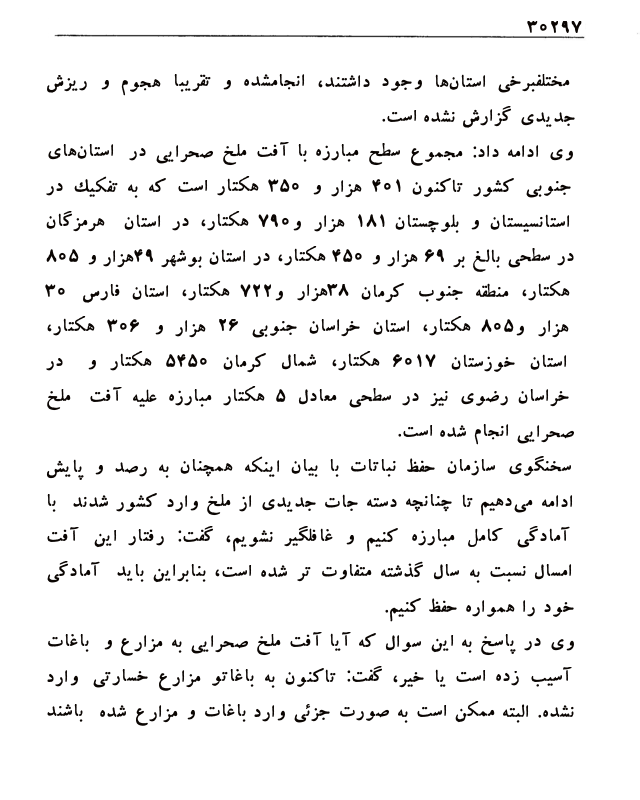 ۳۰۲۹۷
مختلفبرخی استان‌ها وجود داشتند، انجامشده و تقریبا هجوم و ریزش
جدیدی گزارش نشده است.
وی ادامه داد: مجموع سطح مبارزه با آفت ملخ صحرایی در استان‌های
جنوبی کشور تاکنون ۴۰۱ هزار و ۳۵۰ هکتار است که به تفکیك در
استانسیستان و بلوچستان ۱۸۱ هزار و۷۹۰ هکتار، در استان هرمزگان
در سطحی بالغ بر ۶۹ هزار و ۴۵۰ هکتار، در استان بوشهر ۴۹هزار و ۸۰۵
هکتار، منطقه جنوب کرمان ۳۸هزار و۷۲۲ هکتار، استان فارس ۳۰
هزار و۸۰۵ هکتار، استان خراسان جنوبی ۲۶ هزار و ۳۰۶ هکتار،
استان خوزستان ۶۰۱۷ هکتار، شمال کرمان ۵۴۵۰ هکتار و در
خراسان رضوی نیز در سطحی معادل ۵ هکتار مبارزه علیه آفت ملخ
صحرایی انجام شده است.
سخنگوی سازمان حفظ نباتات با بیان اینکه همچنان به رصد و پایش
ادامه می‌دهیم تا چنانچه دسته جات جدیدی از ملخ وارد کشور شدند با
آمادگی کامل مبارزه کنیم و غافلگیر نشویم، گفت: رفتار این آفت
امسال نسبت به سال گذشته متفاوت تر شده است، بنابراین باید آمادگی
خود را همواره حفظ کنیم.
وی در پاسخ به این سوال که آیا آفت ملخ صحرایی به مزارع و باغات
آسیب زده است یا خیر، گفت: تاکنون به باغاتو مزارع خسارتی وارد
نشده. البته ممکن است به صورت جزئی وارد باغات و مزارع شده باشند